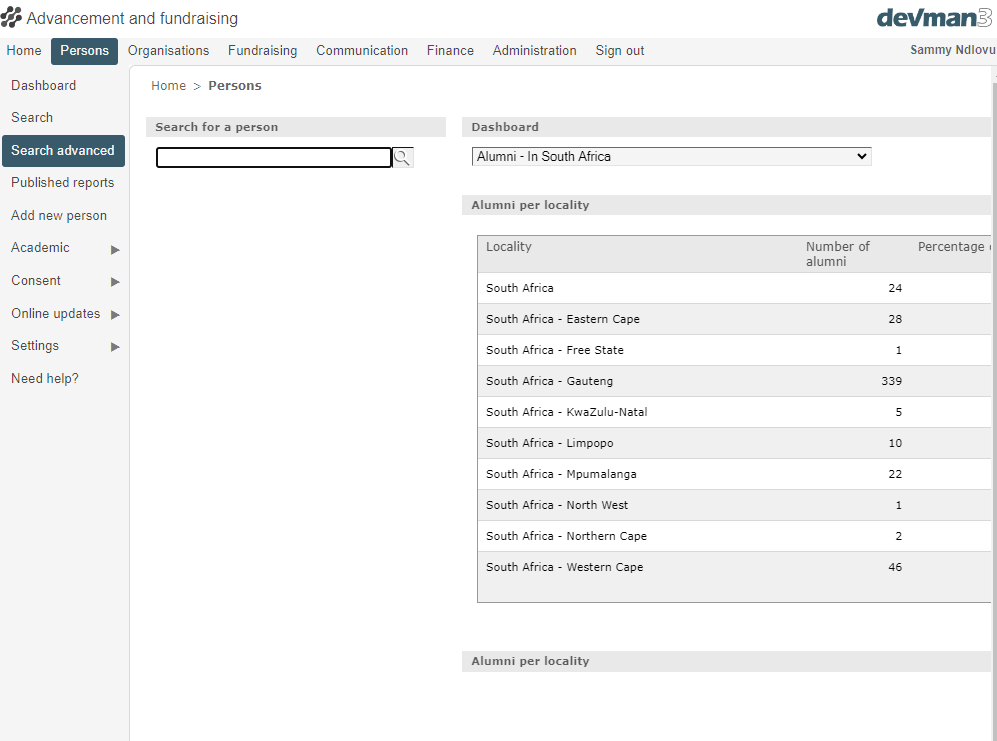 Advancement and fundraising
devman3
Home Persons Organisations Fundraising Communication Finance Administration Sign out
Sammy Ndlovu
Dashboard
Search
Search advanced
Published reports
Add new person
Academic
Consent
Online updates
Settings
Need help?
Home > Persons
Search for a person
Dashboard
Alumni - In South Africa
Alumni per locality
Locality Number of alumni Percentage
South Africa 24
South Africa - Eastern Cape 28
South Africa - Free State 1
South Africa - Gauteng 339
South Africa - KwaZulu-Natal 5
South Africa - Limpopo 10
South Africa - Mpumalanga 22
South Africa - North West 1
South Africa - Northern Cape 2
South Africa - Western Cape 46
Alumni per locality